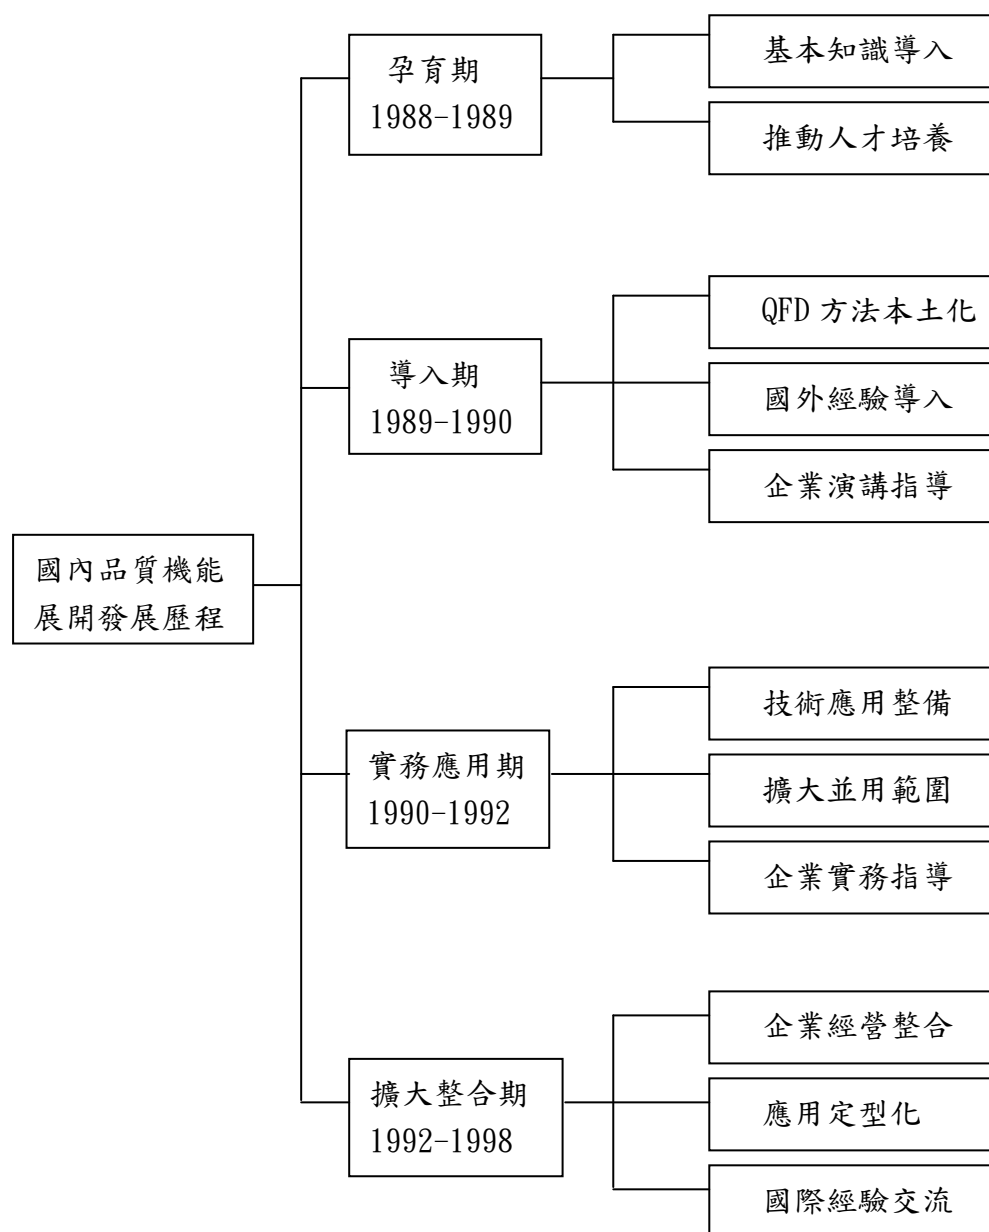 國內品質機能
展開發展歷程
孕育期
1988-1989
基本知識導入
推動人才培養
導入期
1989-1990
QFD 方法本土化
國外經驗導入
企業演講指導
實務應用期
1990-1992
技術應用整備
擴大並用範圍
企業實務指導
擴大整合期
1992-1998
企業經營整合
應用定型化
國際經驗交流